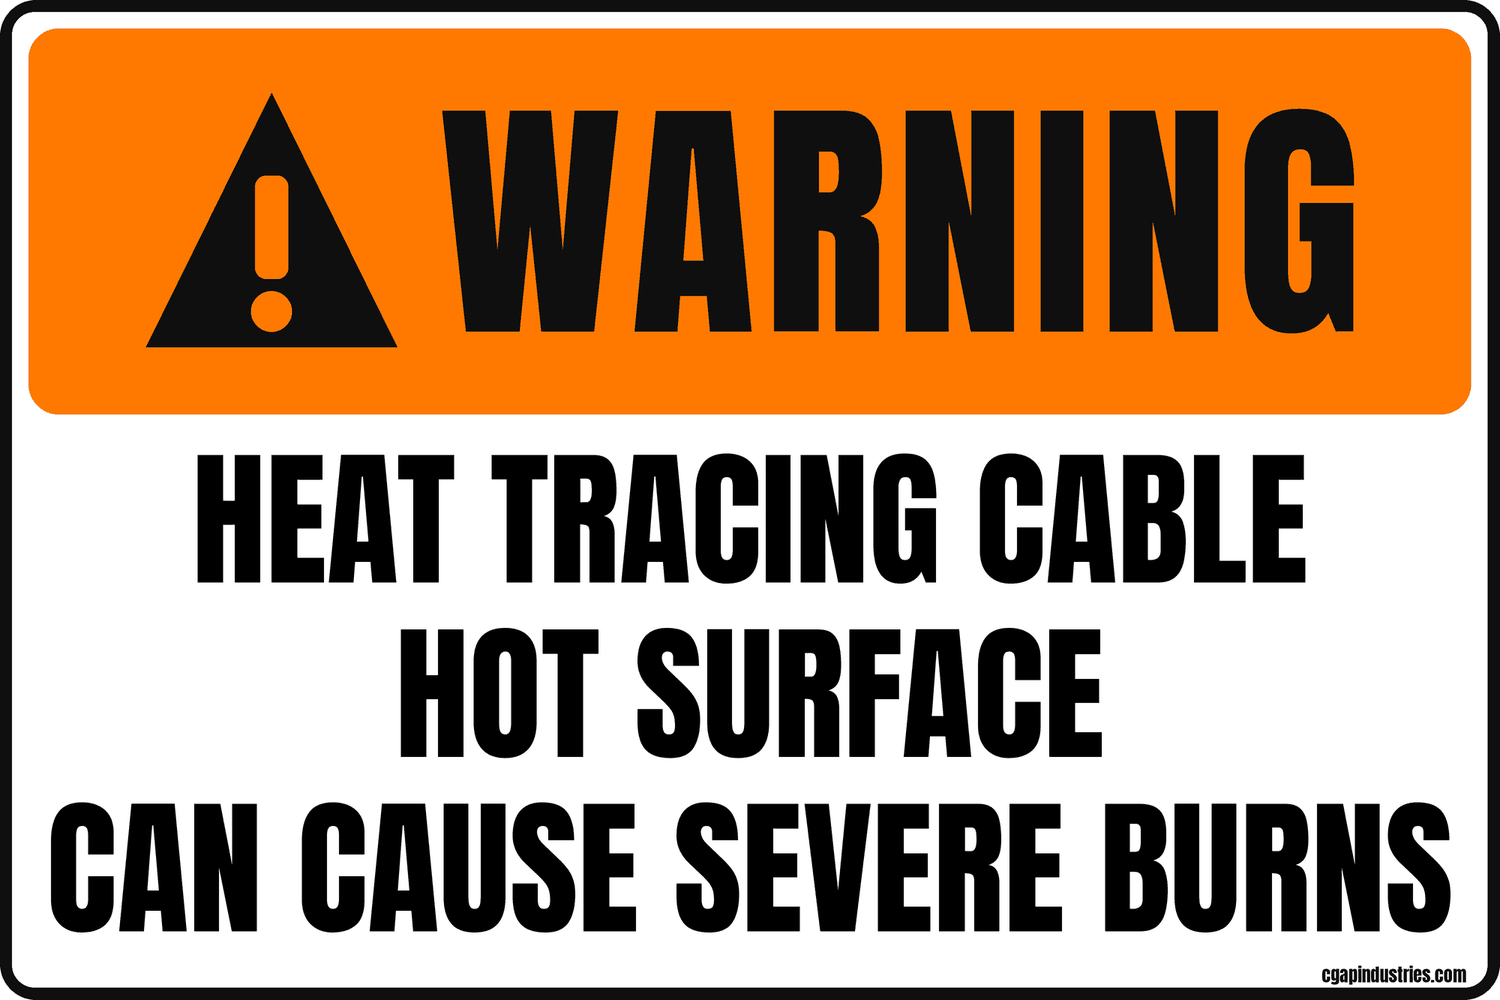 WARNING
HEAT TRACING CABLE
HOT SURFACE
CAN CAUSE SEVERE BURNS
cgapindustries.com